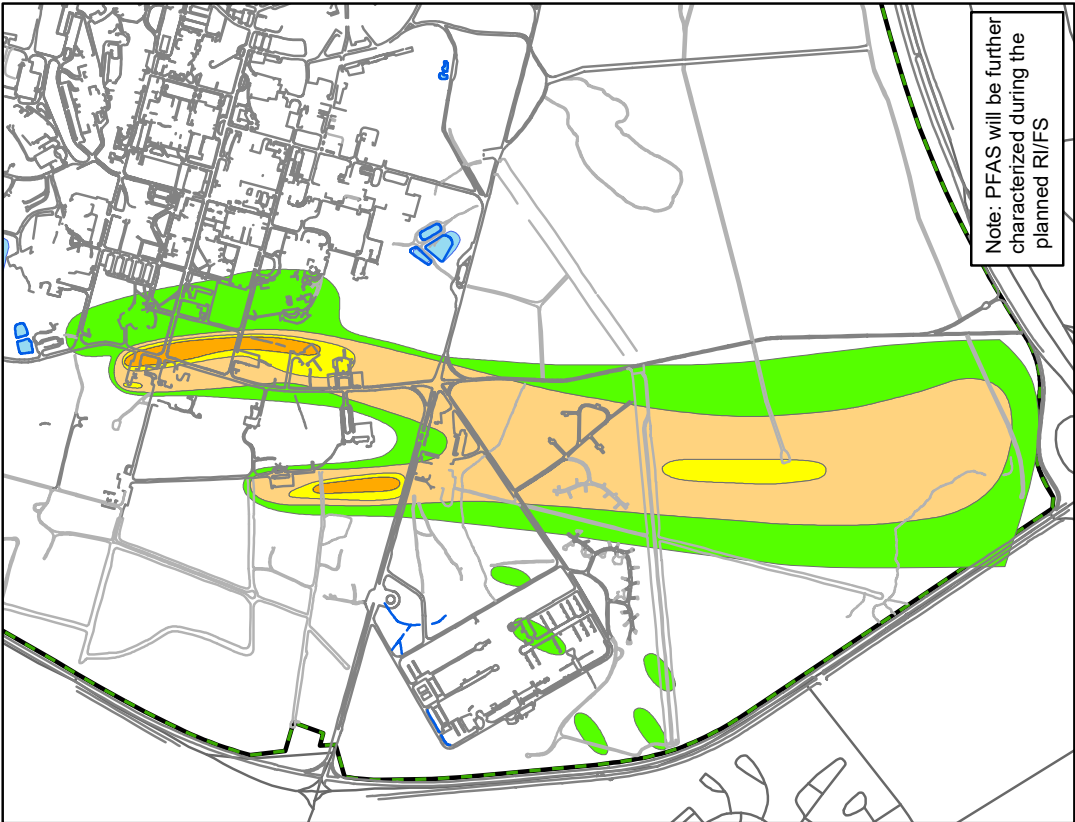 Note: PFAS will be further
characterized during the
planned RI/FS